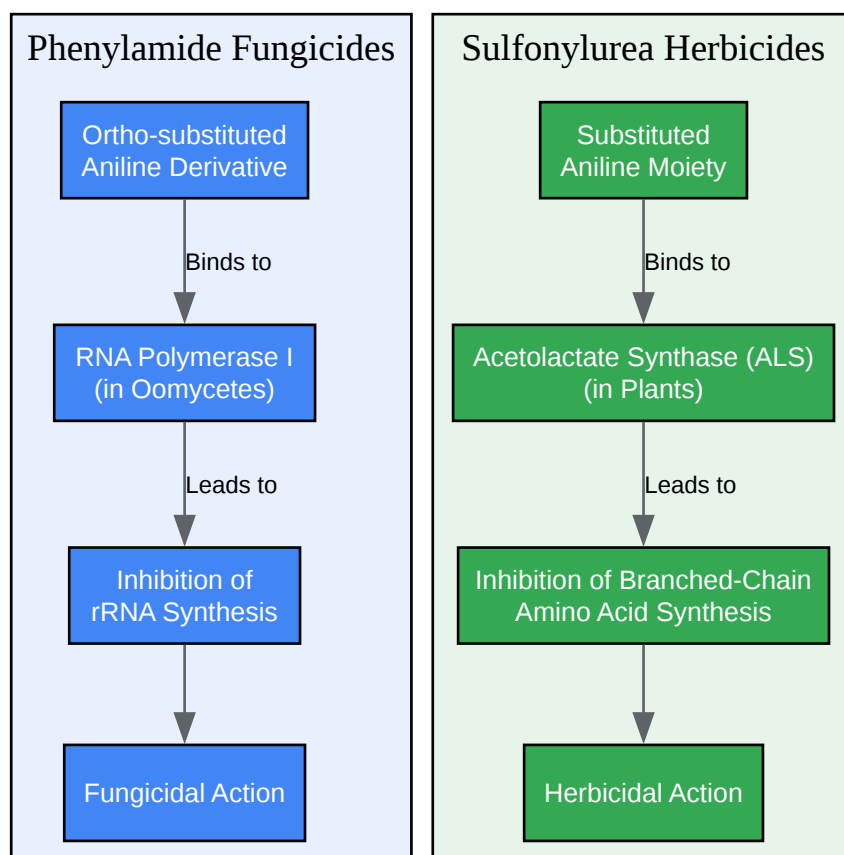 Phenylamide Fungicides
Ortho-substituted
Aniline Derivative
Binds to
RNA Polymerase I
(in Oomycetes)
Leads to
Inhibition of
rRNA Synthesis
Fungicidal Action
Sulfonylurea Herbicides
Substituted
Aniline Moiety
Binds to
Acetolactate Synthase (ALS)
(in Plants)
Leads to
Inhibition of Branched-Chain
Amino Acid Synthesis
Herbicidal Action